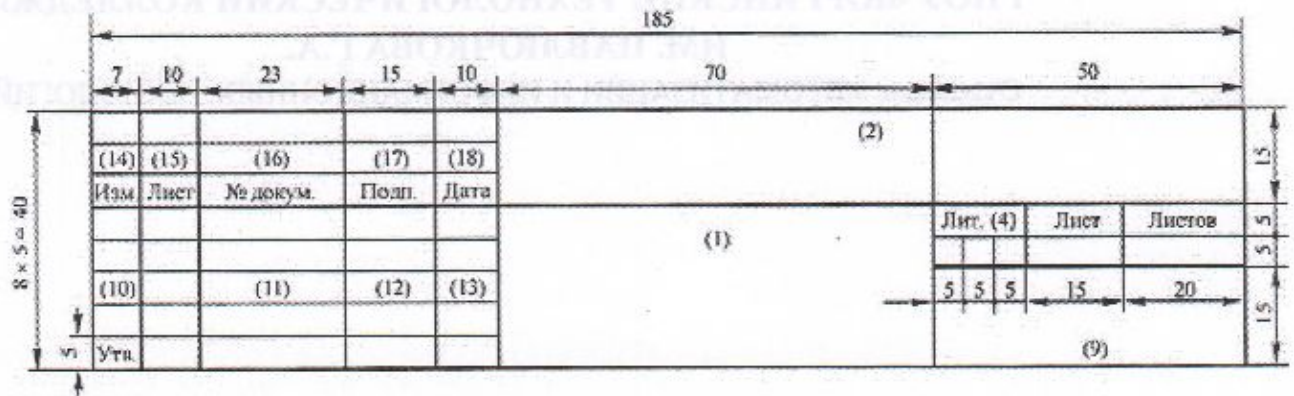 185
7 10 23 15 10 70 50
(2)
15
(14) (15) (16) (17) (18)
Изм Лист № докум. Подп. Дата
8 × 5 = 40
(1)
Лит. (4) Лист Листов
5
5
(10) (11) (12) (13)
5 5 5 15 20
15
5
Утв.
(9)